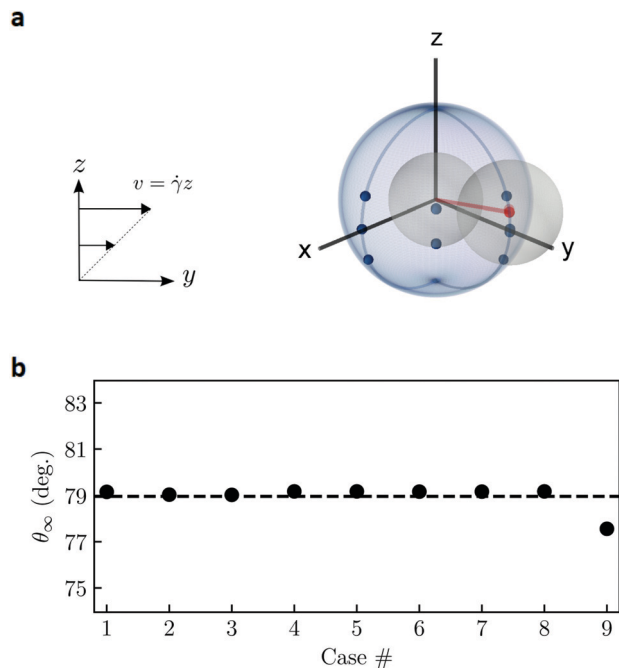 a
z
v = γ̇z
y
z
x
y
b
83
81
79
77
75
θ∞ (deg.)
1 2 3 4 5 6 7 8 9
Case #